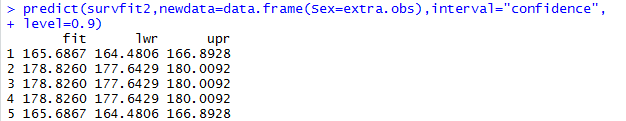 > predict(survfit2,newdata=data.frame(Sex=extra.obs),interval="confidence",
+ level=0.9)
fit lwr upr
1 165.6867 164.4806 166.8928
2 178.8260 177.6429 180.0092
3 178.8260 177.6429 180.0092
4 178.8260 177.6429 180.0092
5 165.6867 164.4806 166.8928